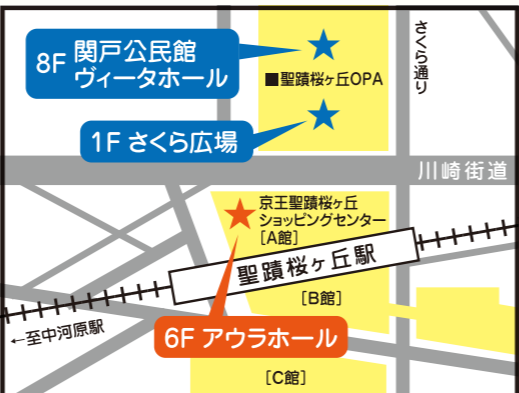 8F 関戸公民館
ヴィータホール
■聖蹟桜ヶ丘OPA
さくら通り
1F さくら広場
川崎街道
京王聖蹟桜ヶ丘
ショッピングセンター
[A館]
聖蹟桜ヶ丘駅
[B館]
←至中河原駅
6F アウラホール
[C館]